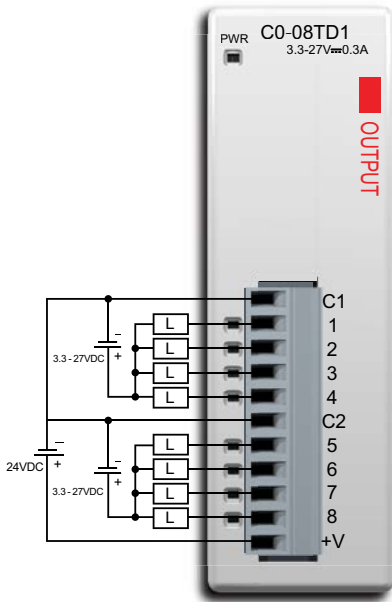 PWR
C0-08TD1
3.3-27V⎓0.3A
OUTPUT
C1
L
1
L
2
3.3-27VDC
L
3
L
4
C2
L
5
24VDC
L
6
3.3-27VDC
L
7
L
8
+V
−
+
−
+
−
+